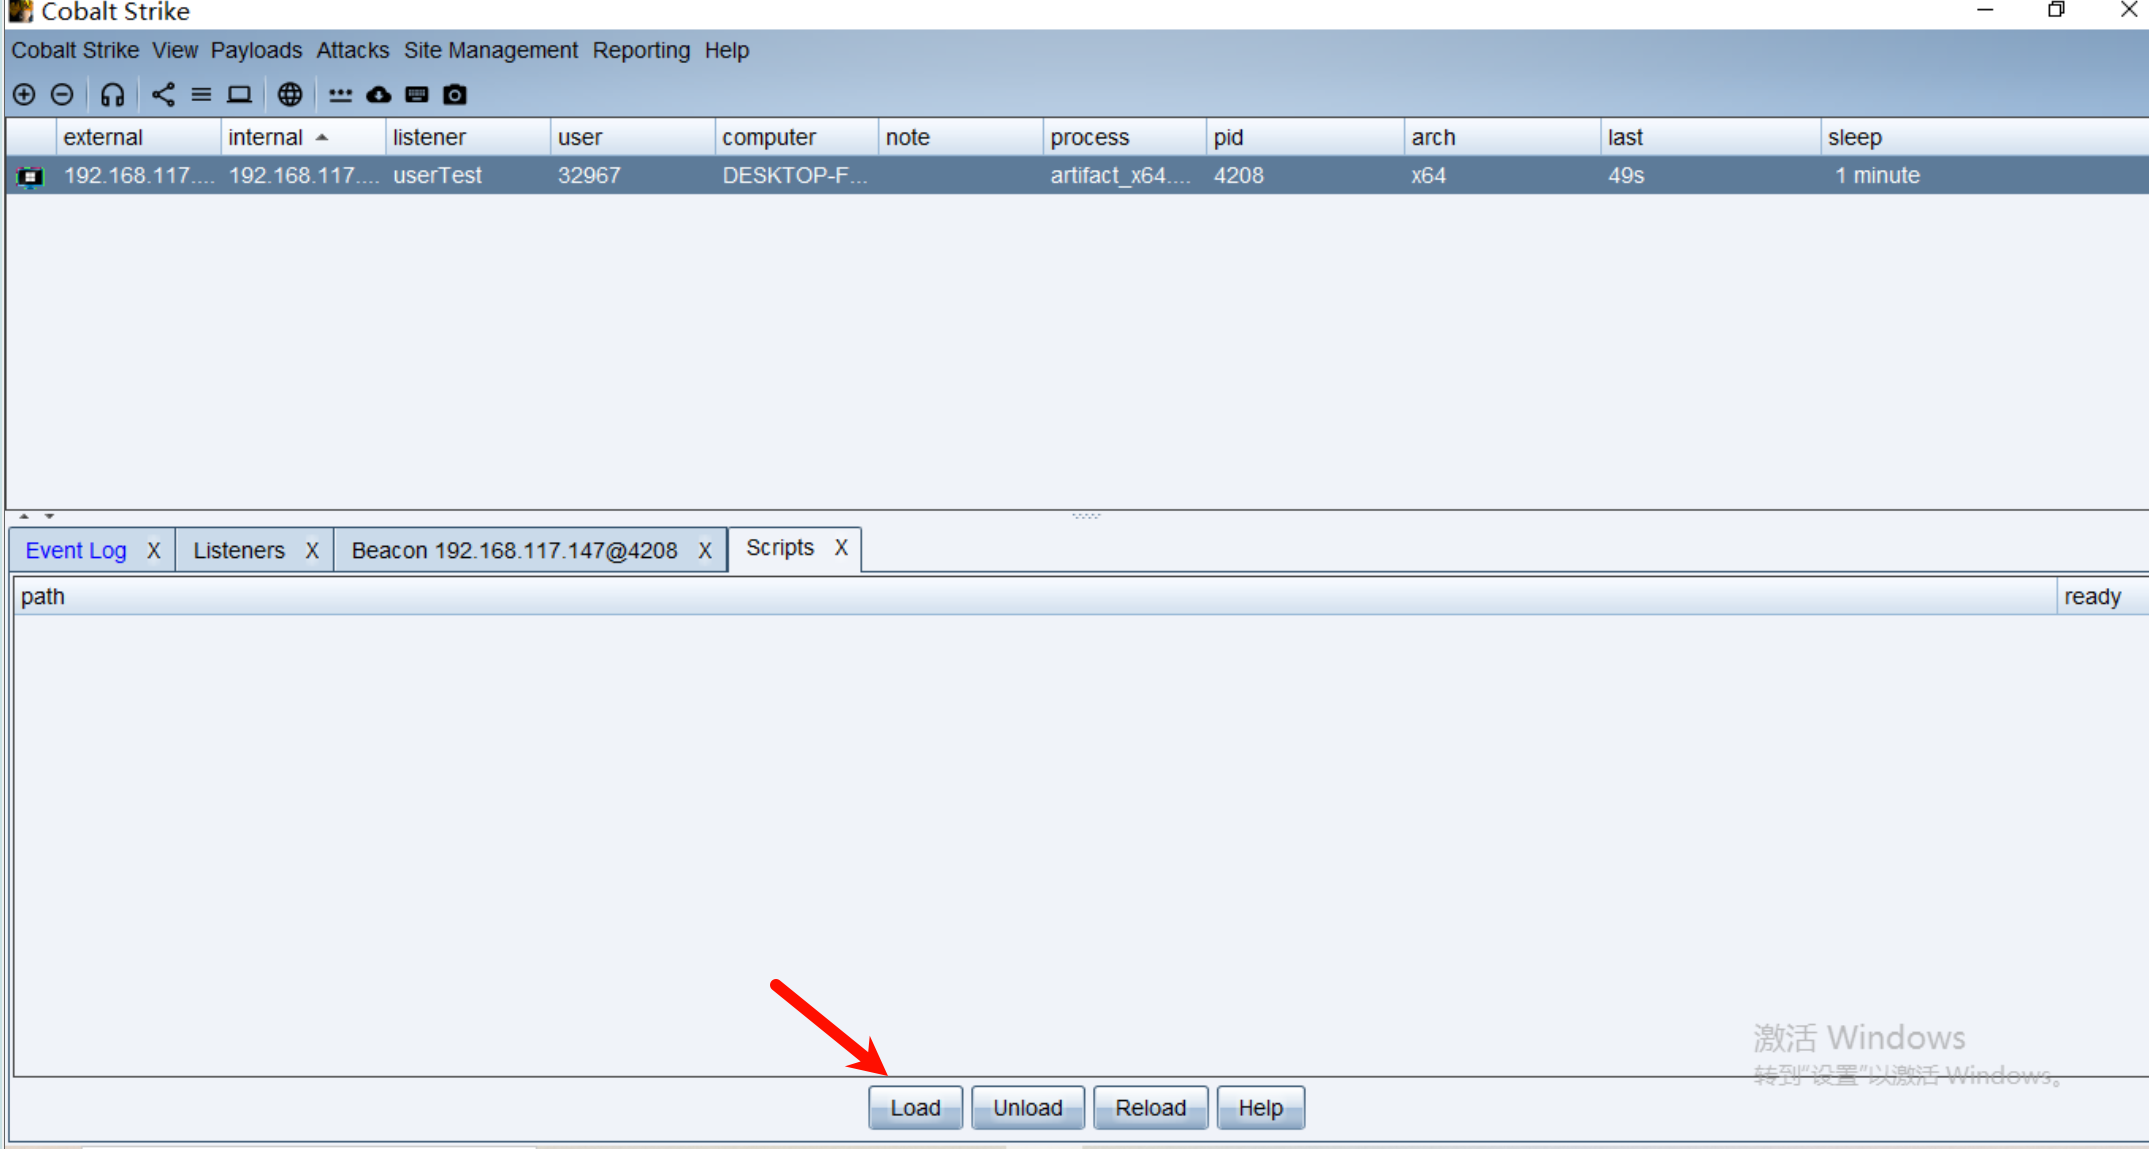 Cobalt Strike
Cobalt Strike View Payloads Attacks Site Management Reporting Help
external internal listener user computer note process pid arch last sleep
192.168.117.... 192.168.117.... userTest 32967 DESKTOP-F... artifact_x64.... 4208 x64 49s 1 minute
Event Log X Listeners X Beacon 192.168.117.147@4208 X Scripts X
path ready
激活 Windows
转到"设置"以激活 Windows。
Load Unload Reload Help